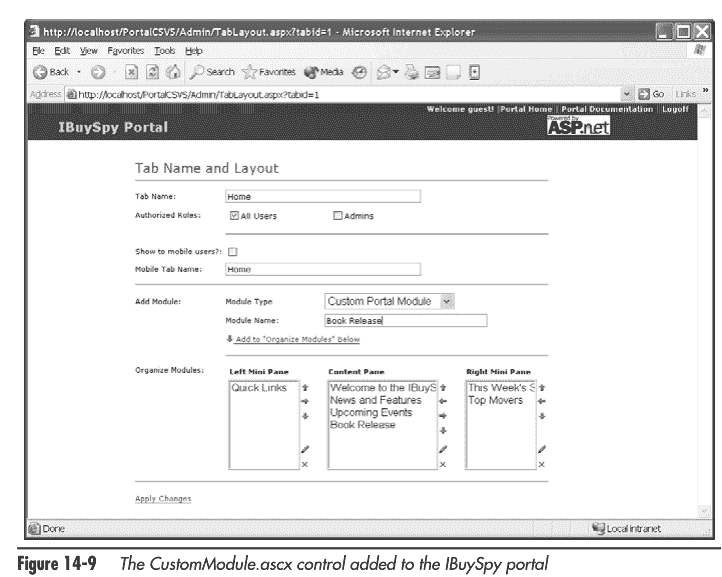 http://localhost/PortalCSVS/Admin/TabLayout.aspx?tabid=1 - Microsoft Internet Explorer
File Edit View Favorites Tools Help
Back Search Favorites Media
Address http://localhost/PortalCSVS/Admin/TabLayout.aspx?tabid=1 Go Links »
Welcome guest! | Portal Home | Portal Documentation | Logoff
IBuySpy Portal
Powered by
ASP.net
Tab Name and Layout
Tab Name: Home
Authorized Roles: All Users Admins
Show to mobile users?:
Mobile Tab Name: Home
Add Module: Module Type Custom Portal Module
Module Name: Book Release
Add to "Organize Modules" Below
Organize Modules: Left Mini Pane Content Pane Right Mini Pane
Quick Links Welcome to the IBuyS This Week's S
News and Features Top Movers
Upcoming Events
Book Release
Apply Changes
Done Local intranet
Figure 14-9 The CustomModule.ascx control added to the IBuySpy portal